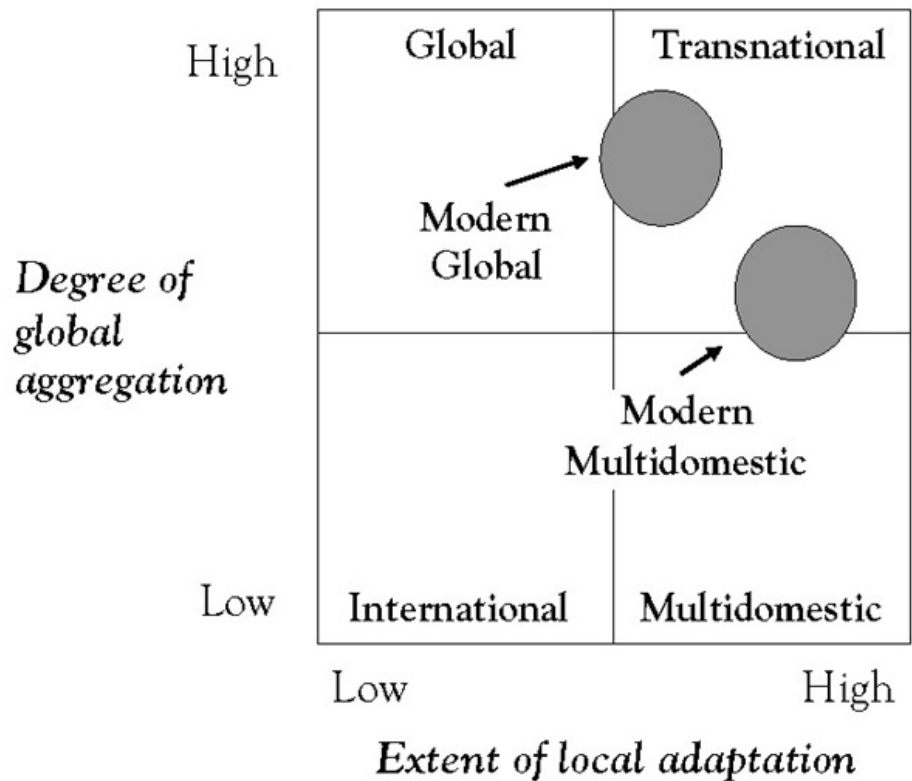 Global
Transnational
High
Modern
Global
Degree of
global
aggregation
Modern
Multidomestic
Low
International
Multidomestic
Low
High
Extent of local adaptation